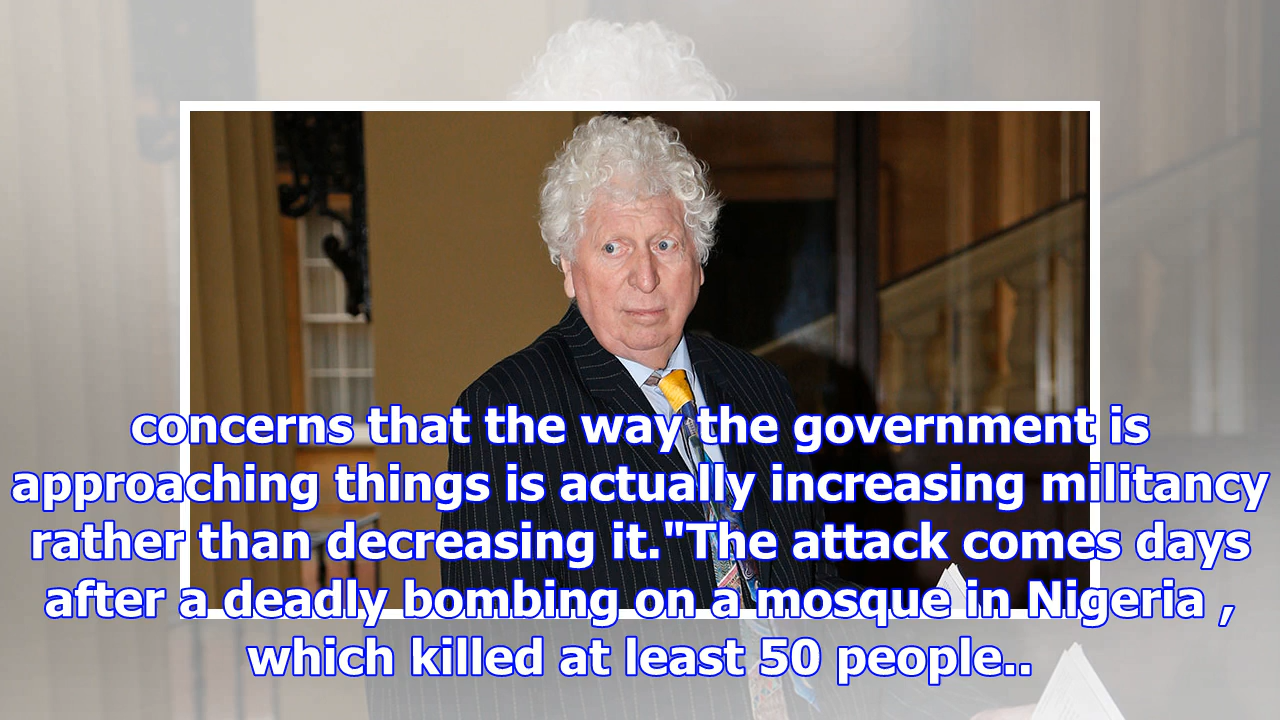 concerns that the way the government is
approaching things is actually increasing militancy
rather than decreasing it."The attack comes days
after a deadly bombing on a mosque in Nigeria ,
which killed at least 50 people..